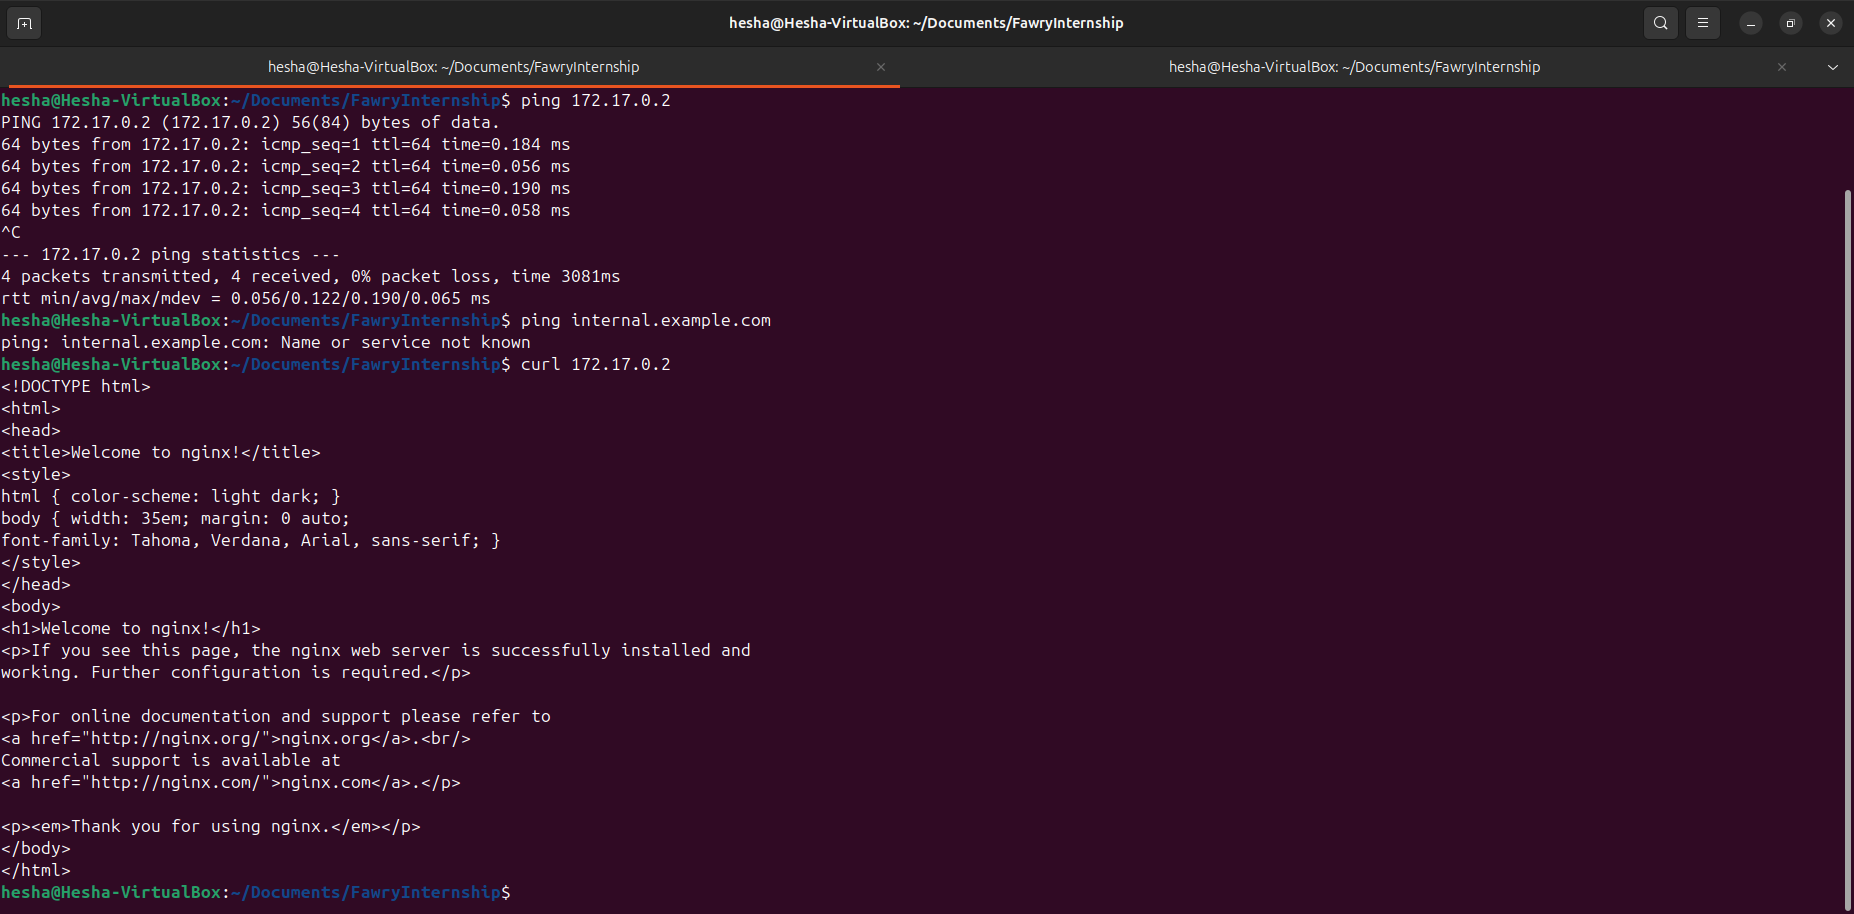 hesha@Hesha-VirtualBox: ~/Documents/FawryInternship
hesha@Hesha-VirtualBox: ~/Documents/FawryInternship
hesha@Hesha-VirtualBox: ~/Documents/FawryInternship
hesha@Hesha-VirtualBox:~/Documents/FawryInternship$ ping 172.17.0.2
PING 172.17.0.2 (172.17.0.2) 56(84) bytes of data.
64 bytes from 172.17.0.2: icmp_seq=1 ttl=64 time=0.184 ms
64 bytes from 172.17.0.2: icmp_seq=2 ttl=64 time=0.056 ms
64 bytes from 172.17.0.2: icmp_seq=3 ttl=64 time=0.190 ms
64 bytes from 172.17.0.2: icmp_seq=4 ttl=64 time=0.058 ms
^C
--- 172.17.0.2 ping statistics ---
4 packets transmitted, 4 received, 0% packet loss, time 3081ms
rtt min/avg/max/mdev = 0.056/0.122/0.190/0.065 ms
hesha@Hesha-VirtualBox:~/Documents/FawryInternship$ ping internal.example.com
ping: internal.example.com: Name or service not known
hesha@Hesha-VirtualBox:~/Documents/FawryInternship$ curl 172.17.0.2
<!DOCTYPE html>
<html>
<head>
<title>Welcome to nginx!</title>
<style>
html { color-scheme: light dark; }
body { width: 35em; margin: 0 auto;
font-family: Tahoma, Verdana, Arial, sans-serif; }
</style>
</head>
<body>
<h1>Welcome to nginx!</h1>
<p>If you see this page, the nginx web server is successfully installed and
working. Further configuration is required.</p>

<p>For online documentation and support please refer to
<a href="http://nginx.org/">nginx.org</a>.<br/>
Commercial support is available at
<a href="http://nginx.com/">nginx.com</a>.</p>

<p><em>Thank you for using nginx.</em></p>
</body>
</html>
hesha@Hesha-VirtualBox:~/Documents/FawryInternship$